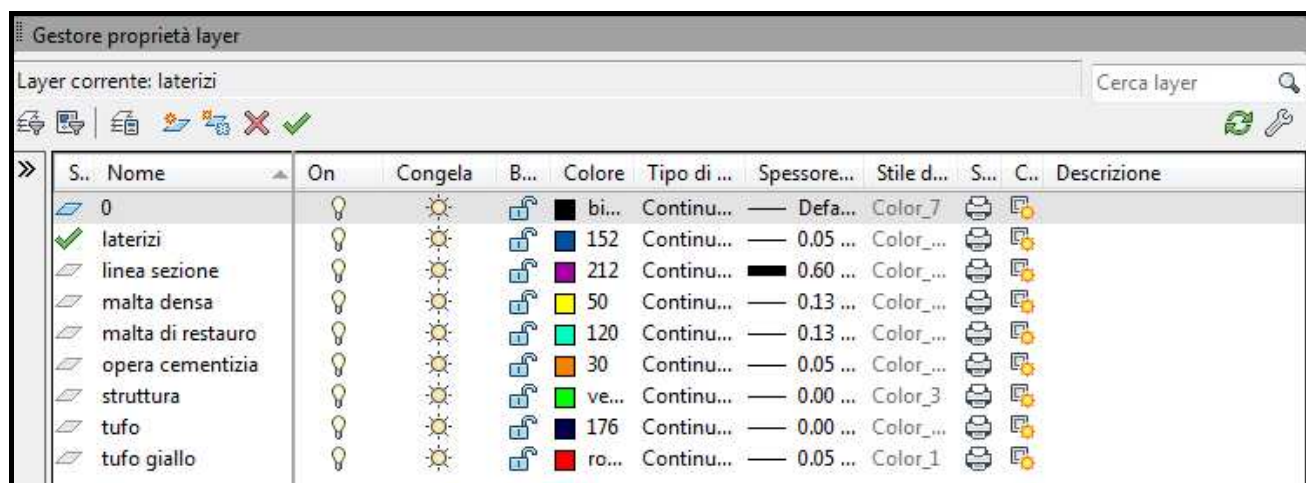 Gestore proprietà layer
Layer corrente: laterizi
Cerca layer
S.. Nome On Congela B... Colore Tipo di ... Spessore... Stile d... S... C.. Descrizione
0 bi... Continu... Defa... Color_7
laterizi 152 Continu... 0.05 ... Color_...
linea sezione 212 Continu... 0.60 ... Color_...
malta densa 50 Continu... 0.13 ... Color_...
malta di restauro 120 Continu... 0.13 ... Color_...
opera cementizia 30 Continu... 0.05 ... Color_...
struttura ve... Continu... 0.00 ... Color_3
tufo 176 Continu... 0.00 ... Color_...
tufo giallo ro... Continu... 0.05 ... Color_1